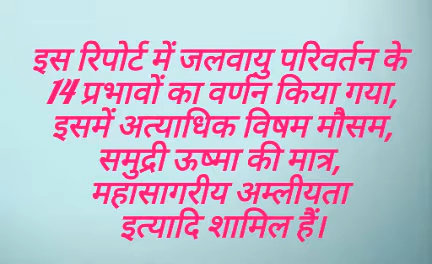 इस रिपोर्ट में जलवायु परिवर्तन के
14 प्रभावों का वर्णन किया गया,
इसमें अत्याधिक विषम मौसम,
समुद्री ऊष्मा की मात्र,
महासागरीय अम्लीयता
इत्यादि शामिल हैं।